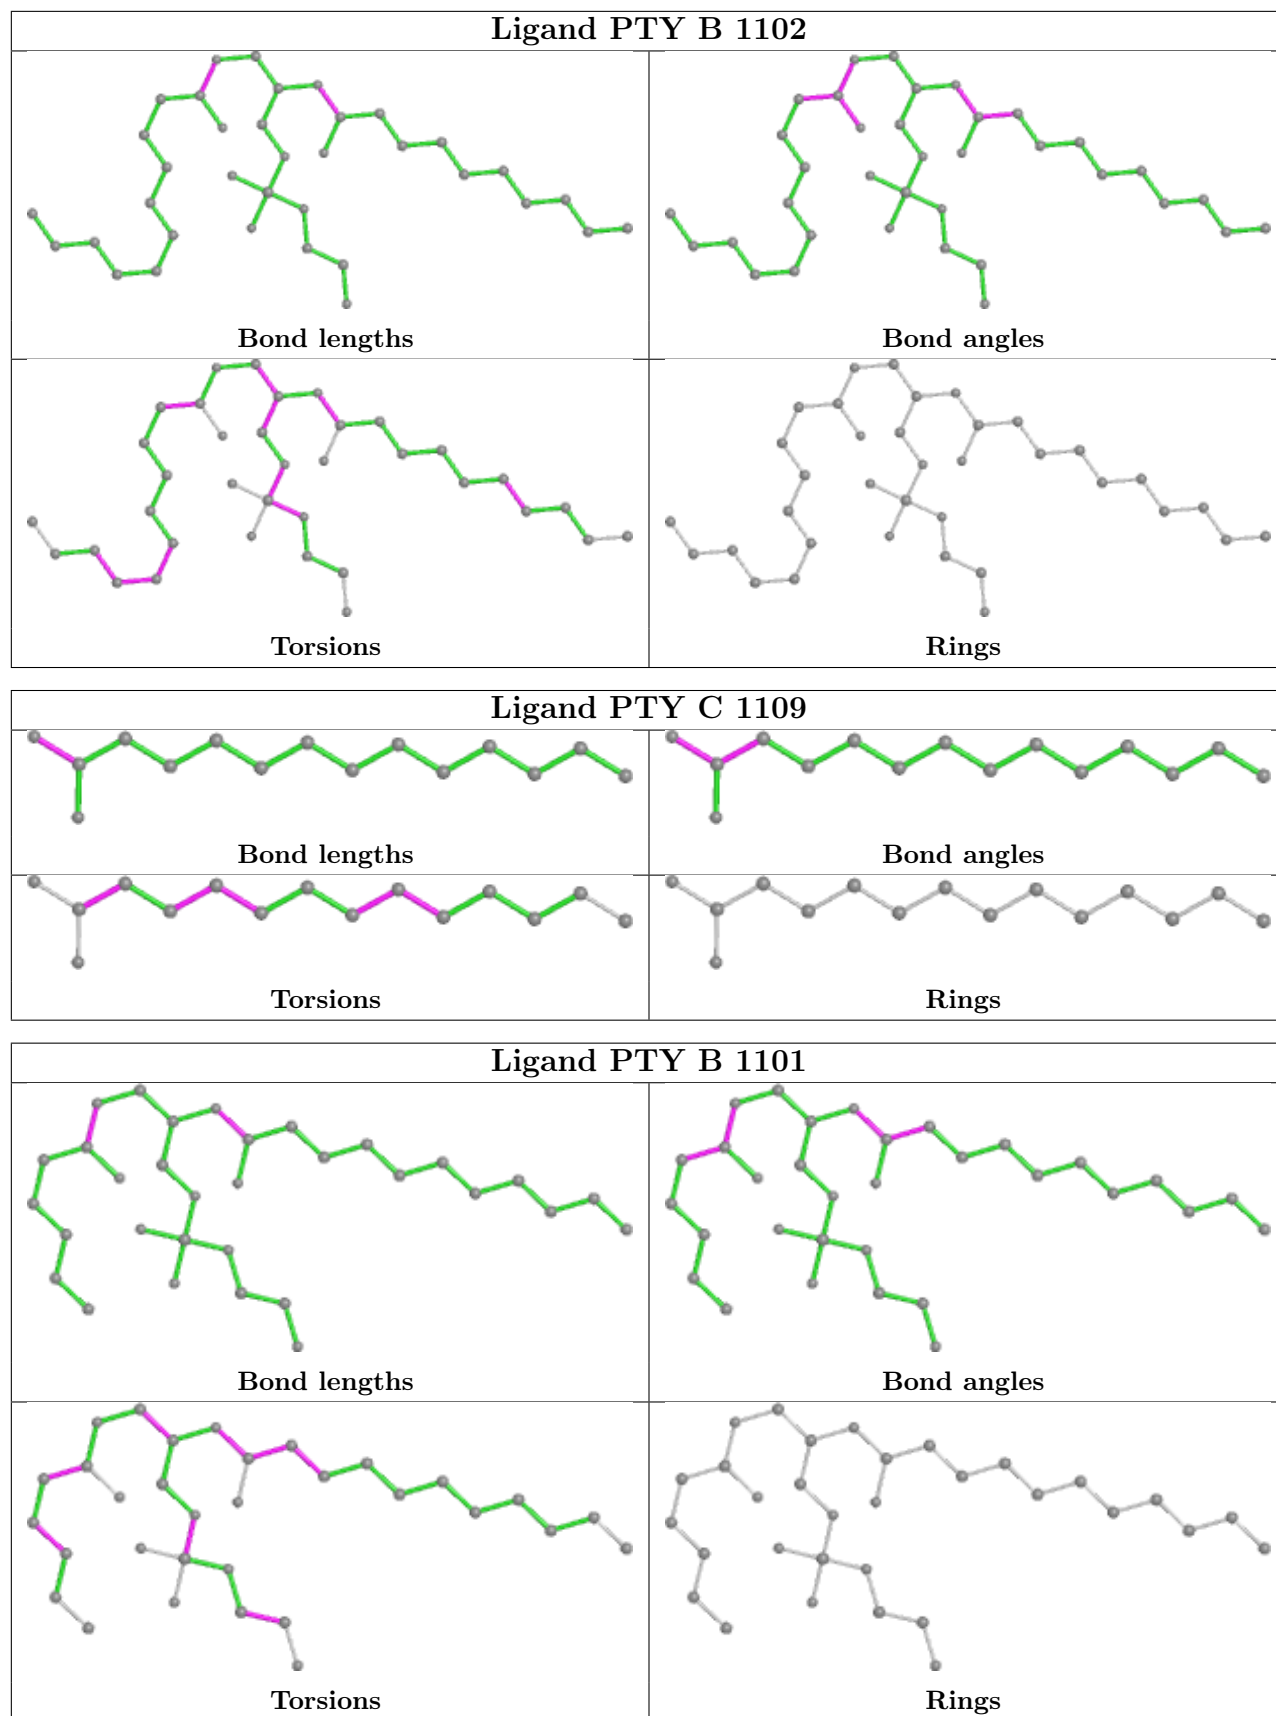 Ligand PTY B 1102
Bond lengths
Bond angles
Torsions
Rings
Ligand PTY C 1109
Bond lengths
Bond angles
Torsions
Rings
Ligand PTY B 1101
Bond lengths
Bond angles
Torsions
Rings